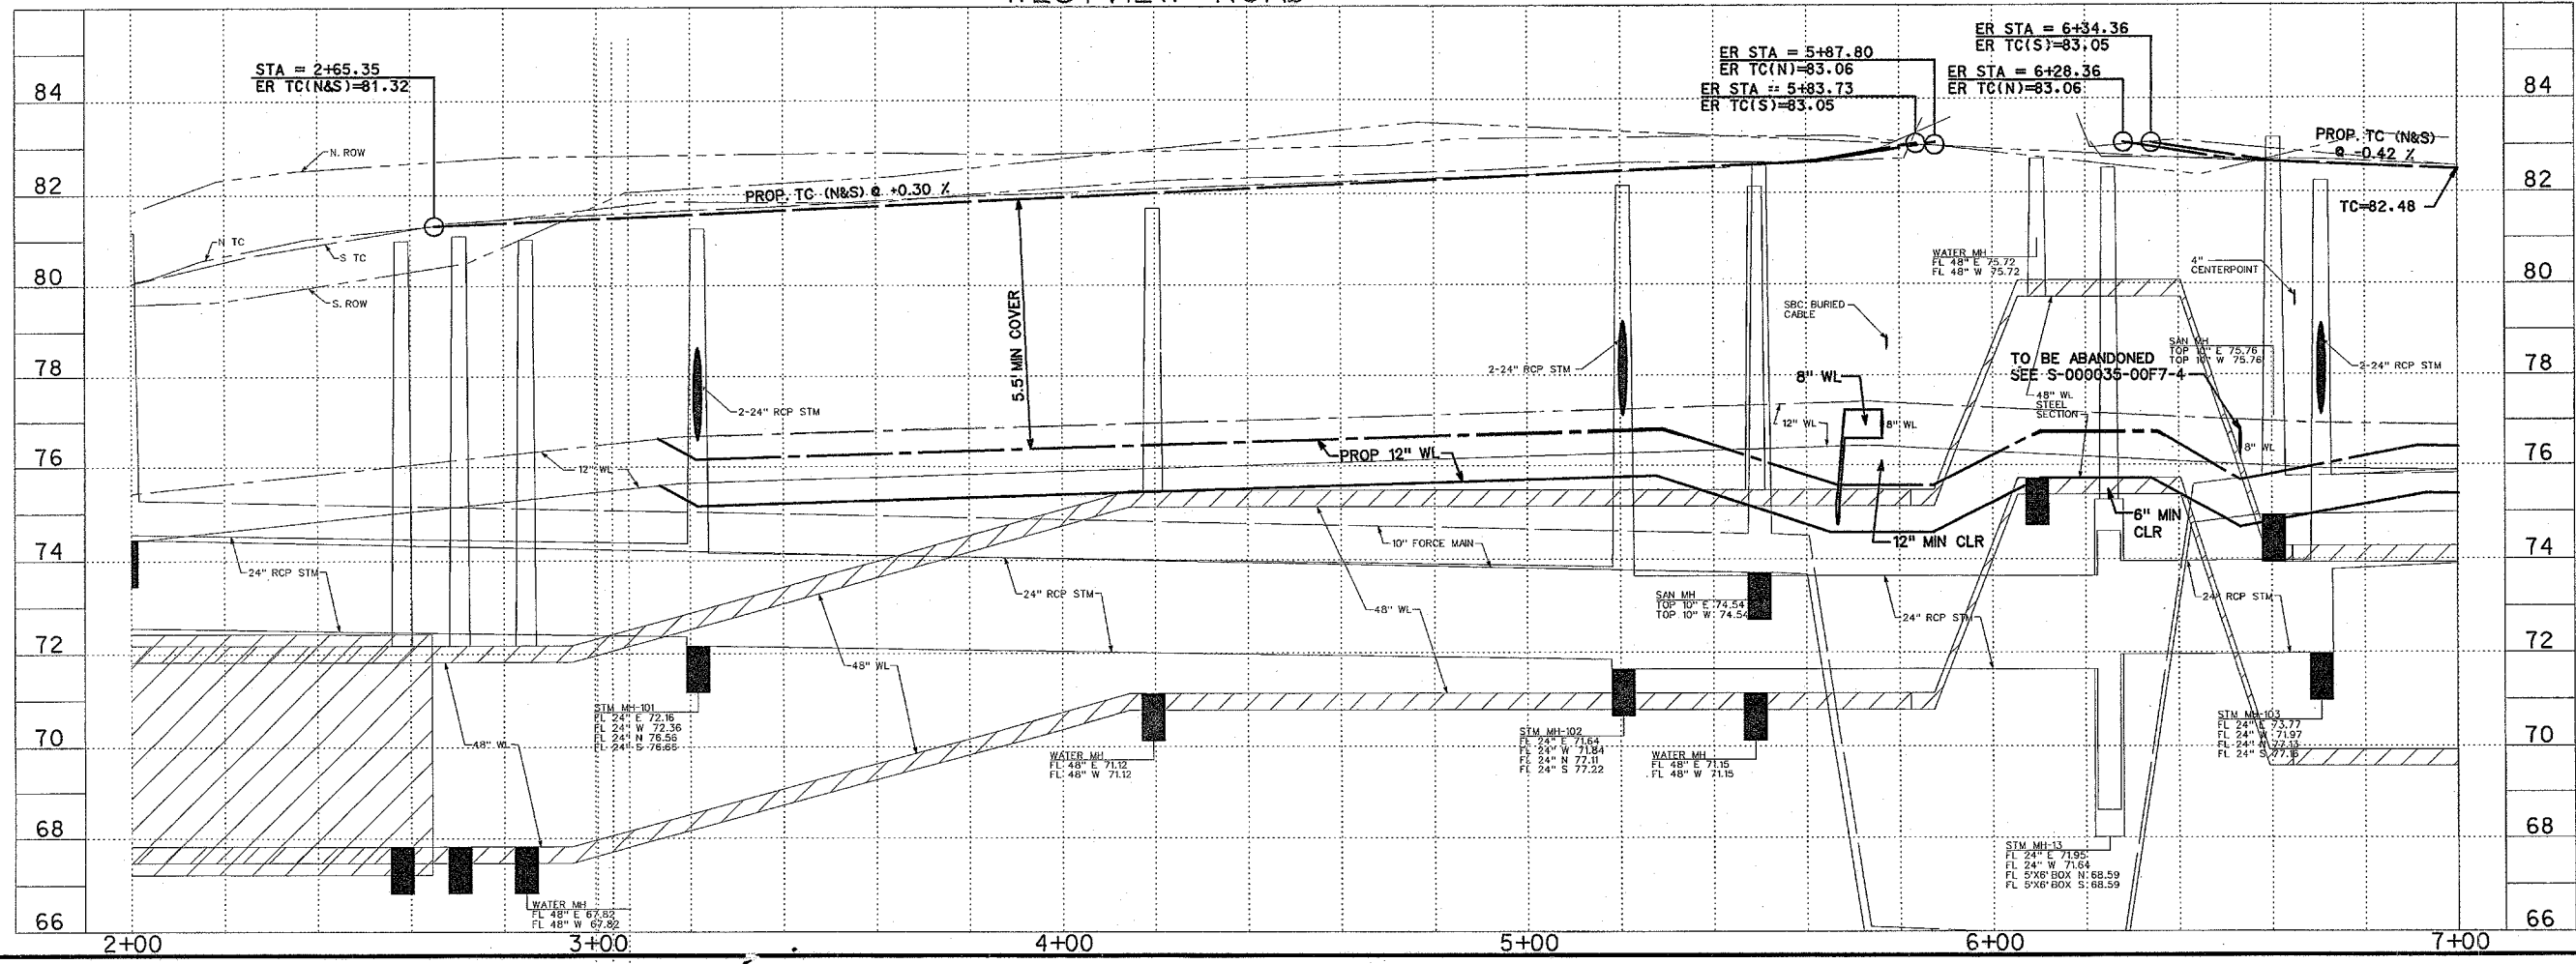 STA = 2+65.35
ER TC(N&S)=81.32
ER STA = 5+87.80
ER TC(N)=83.06
ER STA = 5+83.73
ER TC(S)=83.05
ER STA = 6+34.36
ER TC(S)=83.05
ER STA = 6+28.36
ER TC(N)=83.06
84
84
N. ROW
PROP. TC (N&S) @ +0.30 %
PROP. TC (N&S)
@ -0.42 %
82
82
TC=82.48
N TC
S TC
80
80
S. ROW
WATER MH
FL 48" E 75.72
FL 48" W 75.72
4"
CENTERPOINT
5.5' MIN COVER
SBC BURIED
CABLE
78
78
2-24" RCP STM
2-24" RCP STM
2-24" RCP STM
8" WL
TO BE ABANDONED
SEE S-000035-00F7-4
SAN MH
TOP 10" E 75.76
TOP 10" W 75.76
48" WL
STEEL
SECTION
12" WL
8" WL
8" WL
76
76
12" WL
PROP 12" WL
6" MIN
CLR
12" MIN CLR
10" FORCE MAIN
74
74
24" RCP STM
24" RCP STM
48" WL
SAN MH
TOP 10" E 74.54
TOP 10" W 74.54
24" RCP STM
24" RCP STM
72
72
48" WL
STM MH-101
FL 24" E 72.16
FL 24" W 72.36
FL 24" N 76.56
FL 24" S 76.65
STM MH-102
FL 24" E 71.64
FL 24" W 71.84
FL 24" N 77.11
FL 24" S 77.22
STM MH-103
FL 24" E 73.77
FL 24" W 71.97
FL 24" N 77.13
FL 24" S 77.16
70
70
48" WL
WATER MH
FL 48" E 71.12
FL 48" W 71.12
WATER MH
FL 48" E 71.15
FL 48" W 71.15
68
68
STM MH-13
FL 24" E 71.95
FL 24" W 71.64
FL 5'X6' BOX N 68.59
FL 5'X6' BOX S 68.59
WATER MH
FL 48" E 67.82
FL 48" W 67.82
66
66
2+00
3+00
4+00
5+00
6+00
7+00